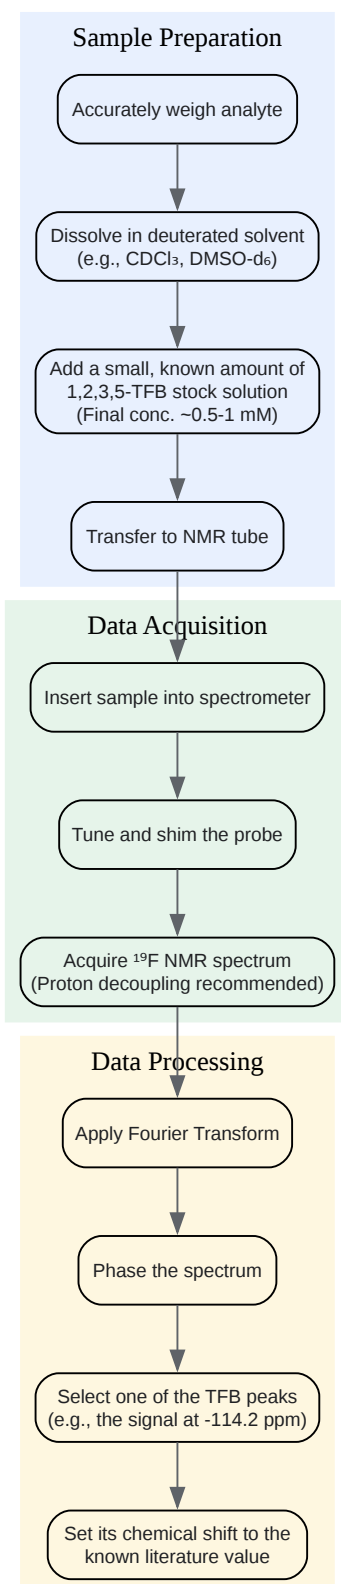 Sample Preparation
Accurately weigh analyte
Dissolve in deuterated solvent
(e.g., CDCl₃, DMSO-d₆)
Add a small, known amount of
1,2,3,5-TFB stock solution
(Final conc. ~0.5-1 mM)
Transfer to NMR tube
Data Acquisition
Insert sample into spectrometer
Tune and shim the probe
Acquire ¹⁹F NMR spectrum
(Proton decoupling recommended)
Data Processing
Apply Fourier Transform
Phase the spectrum
Select one of the TFB peaks
(e.g., the signal at -114.2 ppm)
Set its chemical shift to the
known literature value